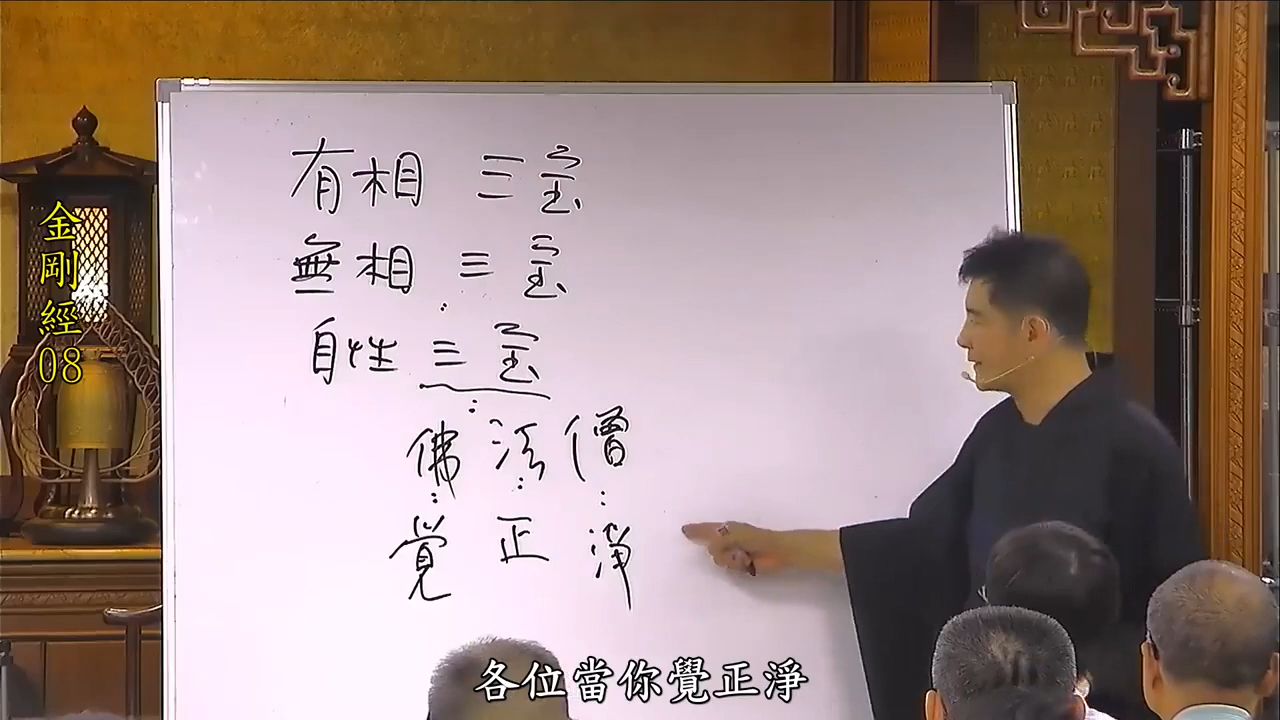 金剛經08
有相 三宝
無相 三宝
自性 三宝
佛 法 僧
覺 正 淨
各位當你覺正淨